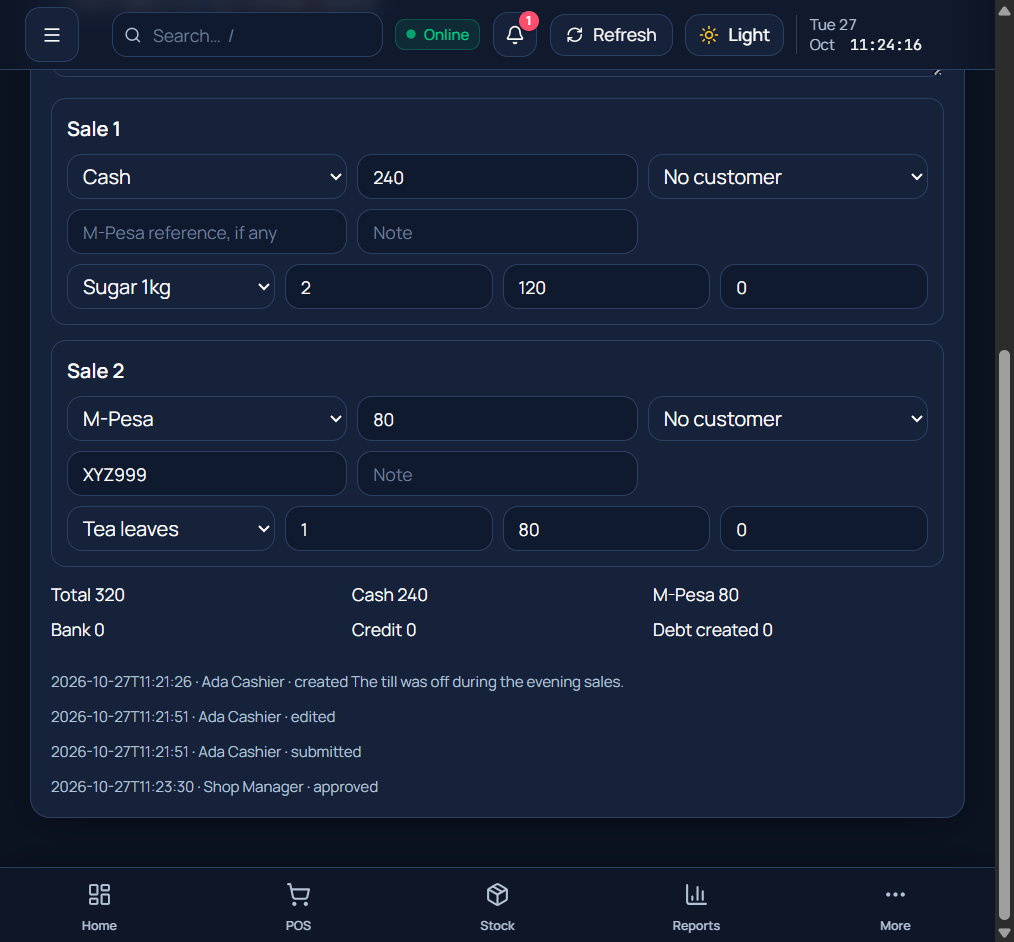 Search... /
Online
1
Refresh
Light
Tue 27
Oct 11:24:16
Sale 1
Cash
240
No customer
M-Pesa reference, if any
Note
Sugar 1kg
2
120
0
Sale 2
M-Pesa
80
No customer
XYZ999
Note
Tea leaves
1
80
0
Total 320
Cash 240
M-Pesa 80
Bank 0
Credit 0
Debt created 0
2026-10-27T11:21:26 · Ada Cashier · created The till was off during the evening sales.
2026-10-27T11:21:51 · Ada Cashier · edited
2026-10-27T11:21:51 · Ada Cashier · submitted
2026-10-27T11:23:30 · Shop Manager · approved
Home
POS
Stock
Reports
More